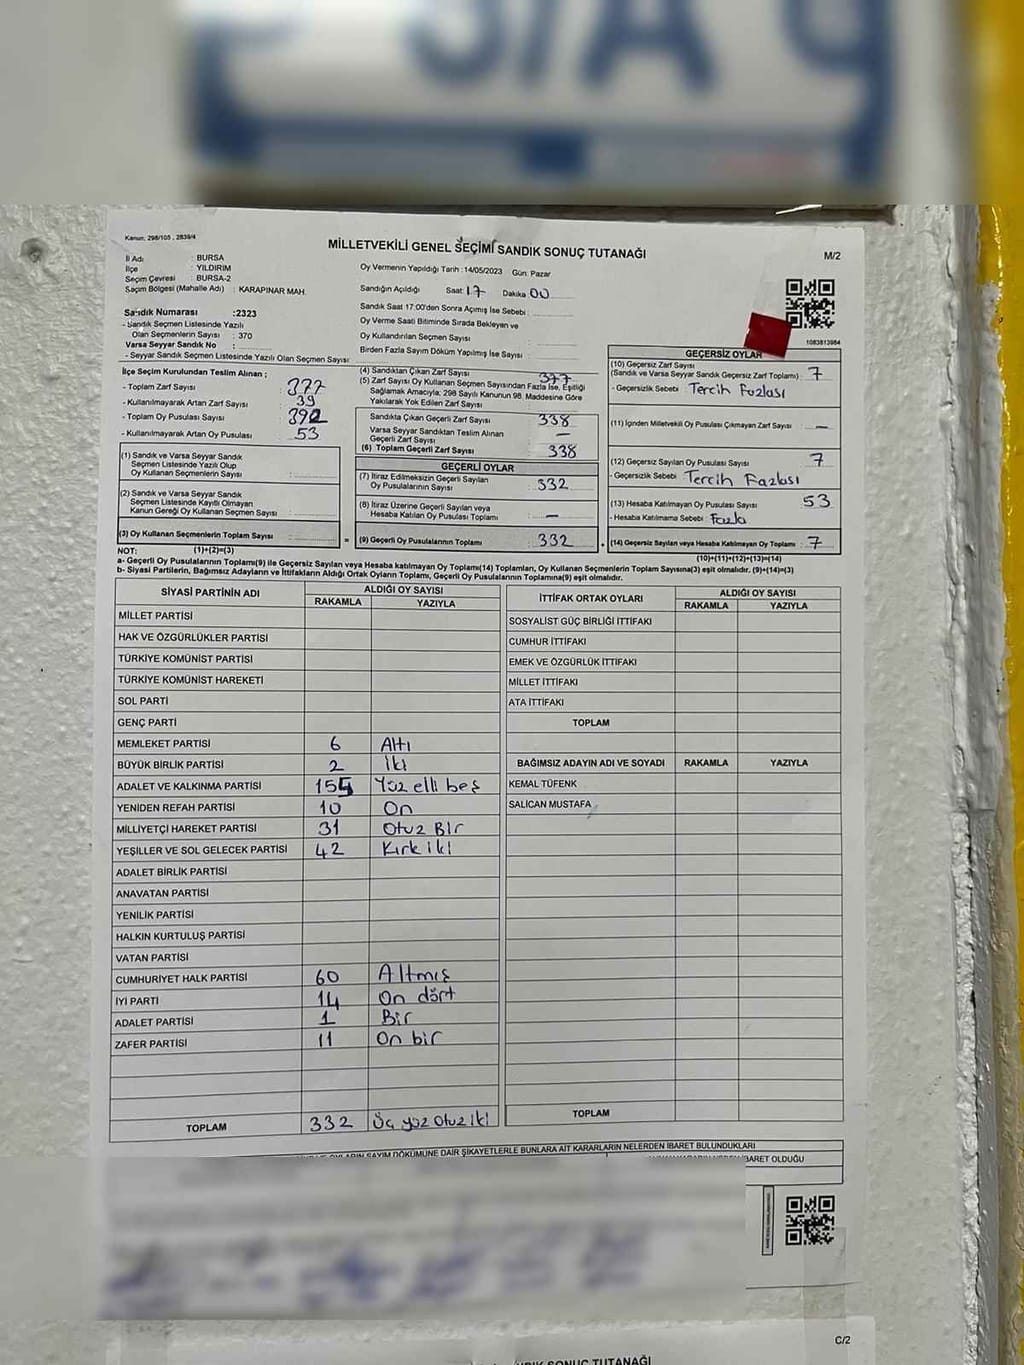 Kanun: 298/105, 2839/4
MİLLETVEKİLİ GENEL SEÇİMİ SANDIK SONUÇ TUTANAĞI
M/2
İl Adı : BURSA
İlçe : YILDIRIM
Seçim Çevresi : BURSA-2
Seçim Bölgesi (Mahalle Adı) : KARAPINAR MAH.
Oy Vermenin Yapıldığı Tarih :14/05/2023 Gün: Pazar
Sandığın Açıldığı Saat 17 Dakika 00
Sandık Saat 17:00'den Sonra Açılmış İse Sebebi :
Oy Verme Saati Bitiminde Sırada Bekleyen ve
Oy Kullandırılan Seçmen Sayısı :
Birden Fazla Sayım Döküm Yapılmış İse Sayısı :
Sandık Numarası :2323
- Sandık Seçmen Listesinde Yazılı
Olan Seçmenlerin Sayısı : 370
Varsa Seyyar Sandık No :
- Seyyar Sandık Seçmen Listesinde Yazılı Olan Seçmen Sayısı:
1083813984
İlçe Seçim Kurulundan Teslim Alınan ;
- Toplam Zarf Sayısı : 377
- Kullanılmayarak Artan Zarf Sayısı : 39
- Toplam Oy Pusulası Sayısı : 392
- Kullanılmayarak Artan Oy Pusulası : 53
(4) Sandıktan Çıkan Zarf Sayısı : 377
(5) Zarf Sayısı Oy Kullanan Seçmen Sayısından Fazla İse, Eşitliği
Sağlamak Amacıyla; 298 Sayılı Kanunun 98. Maddesine Göre
Yakılarak Yok Edilen Zarf Sayısı :
Sandıkta Çıkan Geçerli Zarf Sayısı : 338
Varsa Seyyar Sandıktan Teslim Alınan
Geçerli Zarf Sayısı : —
(6) Toplam Geçerli Zarf Sayısı : 338
GEÇERSİZ OYLAR
(10) Geçersiz Zarf Sayısı
(Sandık ve Varsa Seyyar Sandık Geçersiz Zarf Toplamı) : 7
- Geçersizlik Sebebi : Tercih Fazlası
(11) İçinden Milletvekili Oy Pusulası Çıkmayan Zarf Sayısı : —
(12) Geçersiz Sayılan Oy Pusulası Sayısı : 7
- Geçersizlik Sebebi : Tercih Fazlası
(13) Hesaba Katılmayan Oy Pusulası Sayısı : 53
- Hesaba Katılmama Sebebi : Fazla
(14) Geçersiz Sayılan veya Hesaba Katılmayan Oy Toplamı : 7
(10)+(11)+(12)+(13)=(14)
(1) Sandık ve Varsa Seyyar Sandık
Seçmen Listesinde Yazılı Olup
Oy Kullanan Seçmenlerin Sayısı :
(2) Sandık ve Varsa Seyyar Sandık
Seçmen Listesinde Kayıtlı Olmayan
Kanun Gereği Oy Kullanan Seçmen Sayısı :
(3) Oy Kullanan Seçmenlerin Toplam Sayısı :
GEÇERLİ OYLAR
(7) İtiraz Edilmeksizin Geçerli Sayılan
Oy Pusulalarının Sayısı : 332
(8) İtiraz Üzerine Geçerli Sayılan veya
Hesaba Katılan Oy Pusulası Toplamı : —
= (9) Geçerli Oy Pusulalarının Toplamı : 332 +
NOT: (1)+(2)=(3)
a- Geçerli Oy Pusulalarının Toplamı(9) ile Geçersiz Sayılan veya Hesaba Katılmayan Oy Toplamı(14) Toplamları, Oy Kullanan Seçmenlerin Toplam Sayısına(3) eşit olmalıdır. (9)+(14)=(3)
b- Siyasi Partilerin, Bağımsız Adayların ve İttifakların Aldığı Ortak Oyların Toplamı, Geçerli Oy Pusulalarının Toplamına(9) eşit olmalıdır.
SİYASİ PARTİNİN ADI
ALDIĞI OY SAYISI
RAKAMLA YAZIYLA
MİLLET PARTİSİ
HAK VE ÖZGÜRLÜKLER PARTİSİ
TÜRKİYE KOMÜNİST PARTİSİ
TÜRKİYE KOMÜNİST HAREKETİ
SOL PARTİ
GENÇ PARTİ
MEMLEKET PARTİSİ 6 Altı
BÜYÜK BİRLİK PARTİSİ 2 İki
ADALET VE KALKINMA PARTİSİ 155 Yüz elli beş
YENİDEN REFAH PARTİSİ 10 On
MİLLİYETÇİ HAREKET PARTİSİ 31 Otuz Bir
YEŞİLLER VE SOL GELECEK PARTİSİ 42 Kırk iki
ADALET BİRLİK PARTİSİ
ANAVATAN PARTİSİ
YENİLİK PARTİSİ
HALKIN KURTULUŞ PARTİSİ
VATAN PARTİSİ
CUMHURİYET HALK PARTİSİ 60 Altmış
İYİ PARTİ 14 On dört
ADALET PARTİSİ 1 Bir
ZAFER PARTİSİ 11 On bir
TOPLAM 332 Üç yüz Otuz iki
İTTİFAK ORTAK OYLARI
ALDIĞI OY SAYISI
RAKAMLA YAZIYLA
SOSYALİST GÜÇ BİRLİĞİ İTTİFAKI
CUMHUR İTTİFAKI
EMEK VE ÖZGÜRLÜK İTTİFAKI
MİLLET İTTİFAKI
ATA İTTİFAKI
TOPLAM
BAĞIMSIZ ADAYIN ADI VE SOYADI RAKAMLA YAZIYLA
KEMAL TÜFENK
SALİCAN MUSTAFA
TOPLAM
OYLARIN SAYIM DÖKÜMÜNE DAİR ŞİKAYETLERLE BUNLARA AİT KARARLARIN NELERDEN İBARET BULUNDUKLARI
İBARET OLDUĞU
C/2
SONUÇ TUTANAĞI